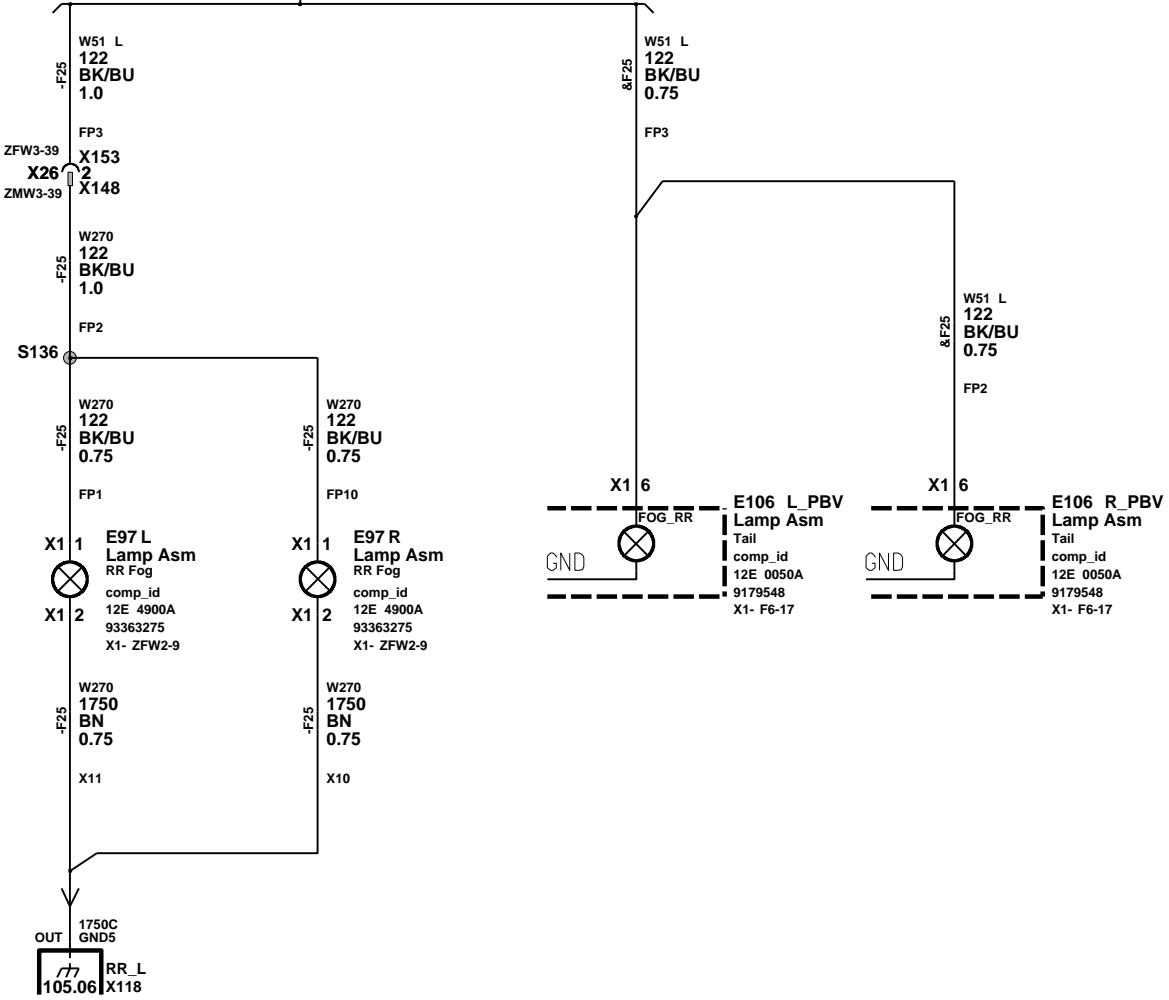 W51 L
122
BK/BU
1.0
-F25
FP3
ZFW3-39
X153
X26
2
ZMW3-39
X148
W270
122
BK/BU
1.0
-F25
FP2
S136
W270
122
BK/BU
0.75
-F25
FP1
X1 1
E97 L
Lamp Asm
RR Fog
comp_id
12E 4900A
93363275
X1- ZFW2-9
X1 2
W270
1750
BN
0.75
-F25
X11
W270
122
BK/BU
0.75
-F25
FP10
X1 1
E97 R
Lamp Asm
RR Fog
comp_id
12E 4900A
93363275
X1- ZFW2-9
X1 2
W270
1750
BN
0.75
-F25
X10
1750C
OUT GND5
RR_L
105.06 X118
W51 L
122
BK/BU
0.75
&F25
FP3
X1 6
FOG_RR
GND
E106 L_PBV
Lamp Asm
Tail
comp_id
12E 0050A
9179548
X1- F6-17
W51 L
122
BK/BU
0.75
&F25
FP2
X1 6
FOG_RR
GND
E106 R_PBV
Lamp Asm
Tail
comp_id
12E 0050A
9179548
X1- F6-17